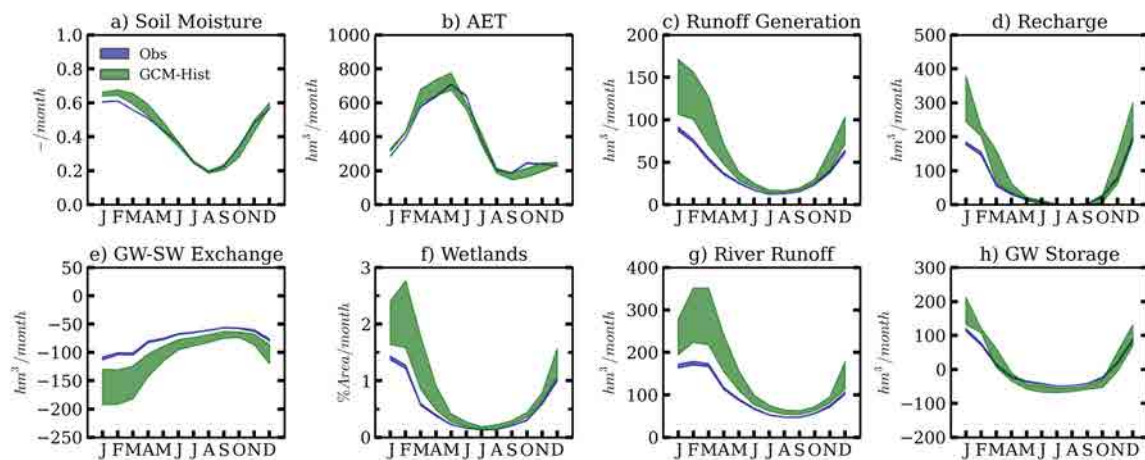 a) Soil Moisture
b) AET
c) Runoff Generation
d) Recharge
1.0
0.8
0.6
0.4
0.2
0.0
−/month
Obs
GCM-Hist
J F M A M J J A S O N D
1000
800
600
400
200
0
hm³/month
J F M A M J J A S O N D
200
150
100
50
0
hm³/month
J F M A M J J A S O N D
500
400
300
200
100
0
hm³/month
J F M A M J J A S O N D
e) GW-SW Exchange
f) Wetlands
g) River Runoff
h) GW Storage
50
0
−50
−100
−150
−200
−250
hm³/month
J F M A M J J A S O N D
3
2
1
0
%Area/month
J F M A M J J A S O N D
400
300
200
100
0
hm³/month
J F M A M J J A S O N D
300
200
100
0
−100
−200
hm³/month
J F M A M J J A S O N D